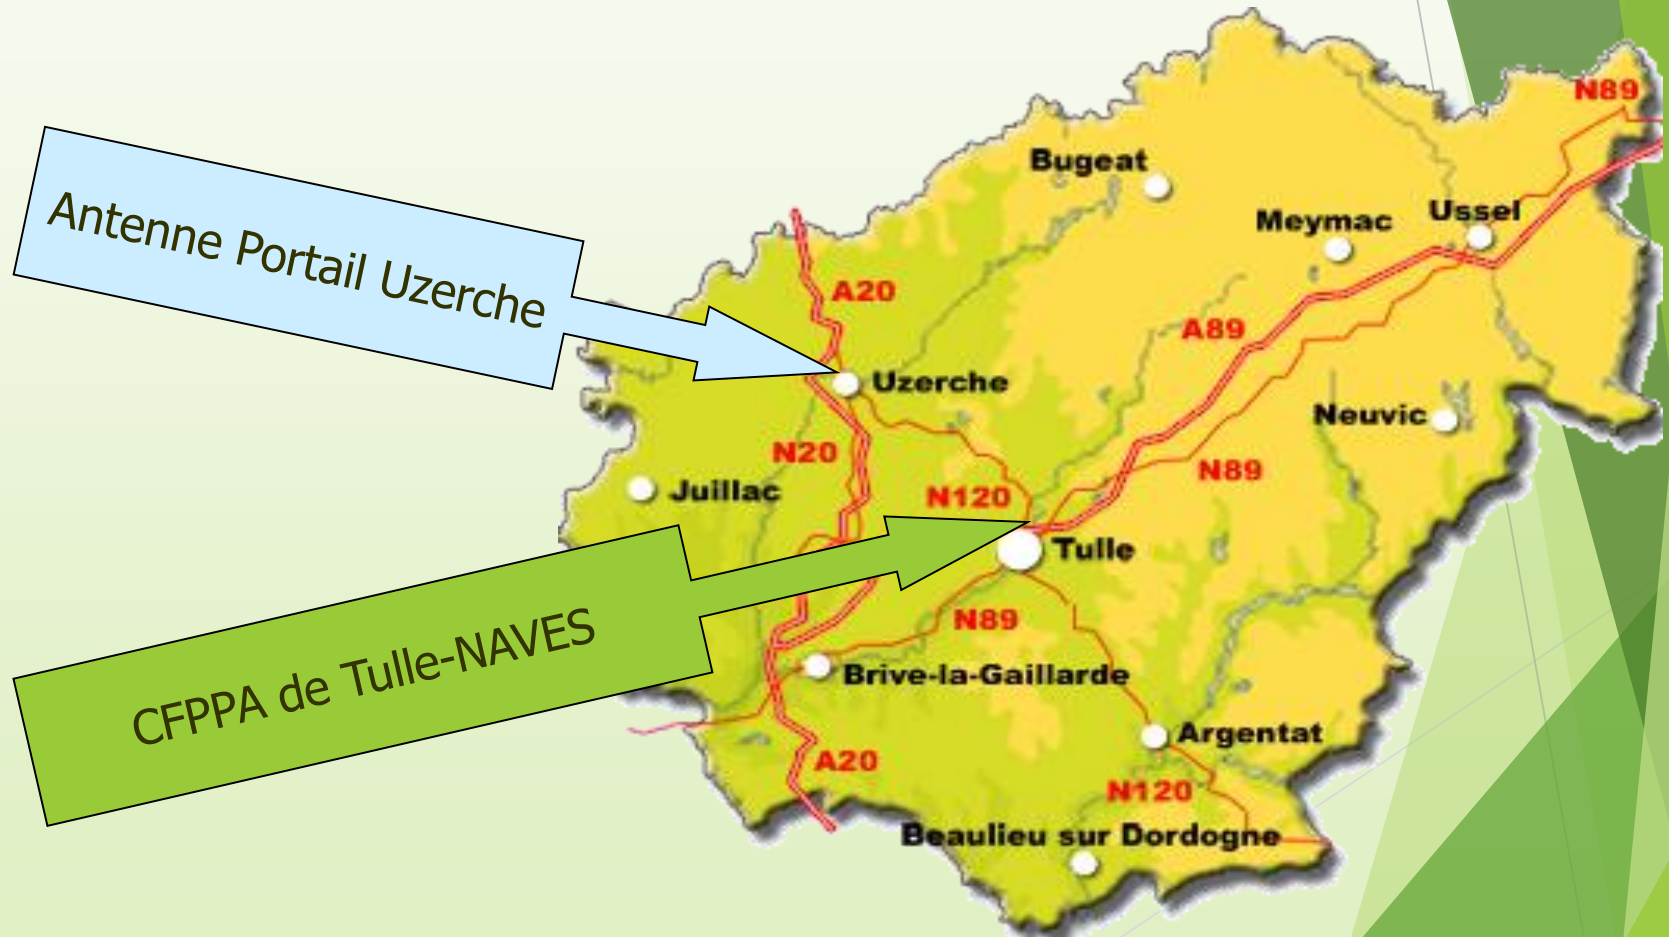 N89
Bugeat
Meymac
Ussel
Antenne Portail Uzerche
A20
A89
Uzerche
Neuvic
N20
N89
Juillac
N120
Tulle
CFPPA de Tulle-NAVES
N89
Brive-la-Gaillarde
Argentat
A20
N120
Beaulieu sur Dordogne